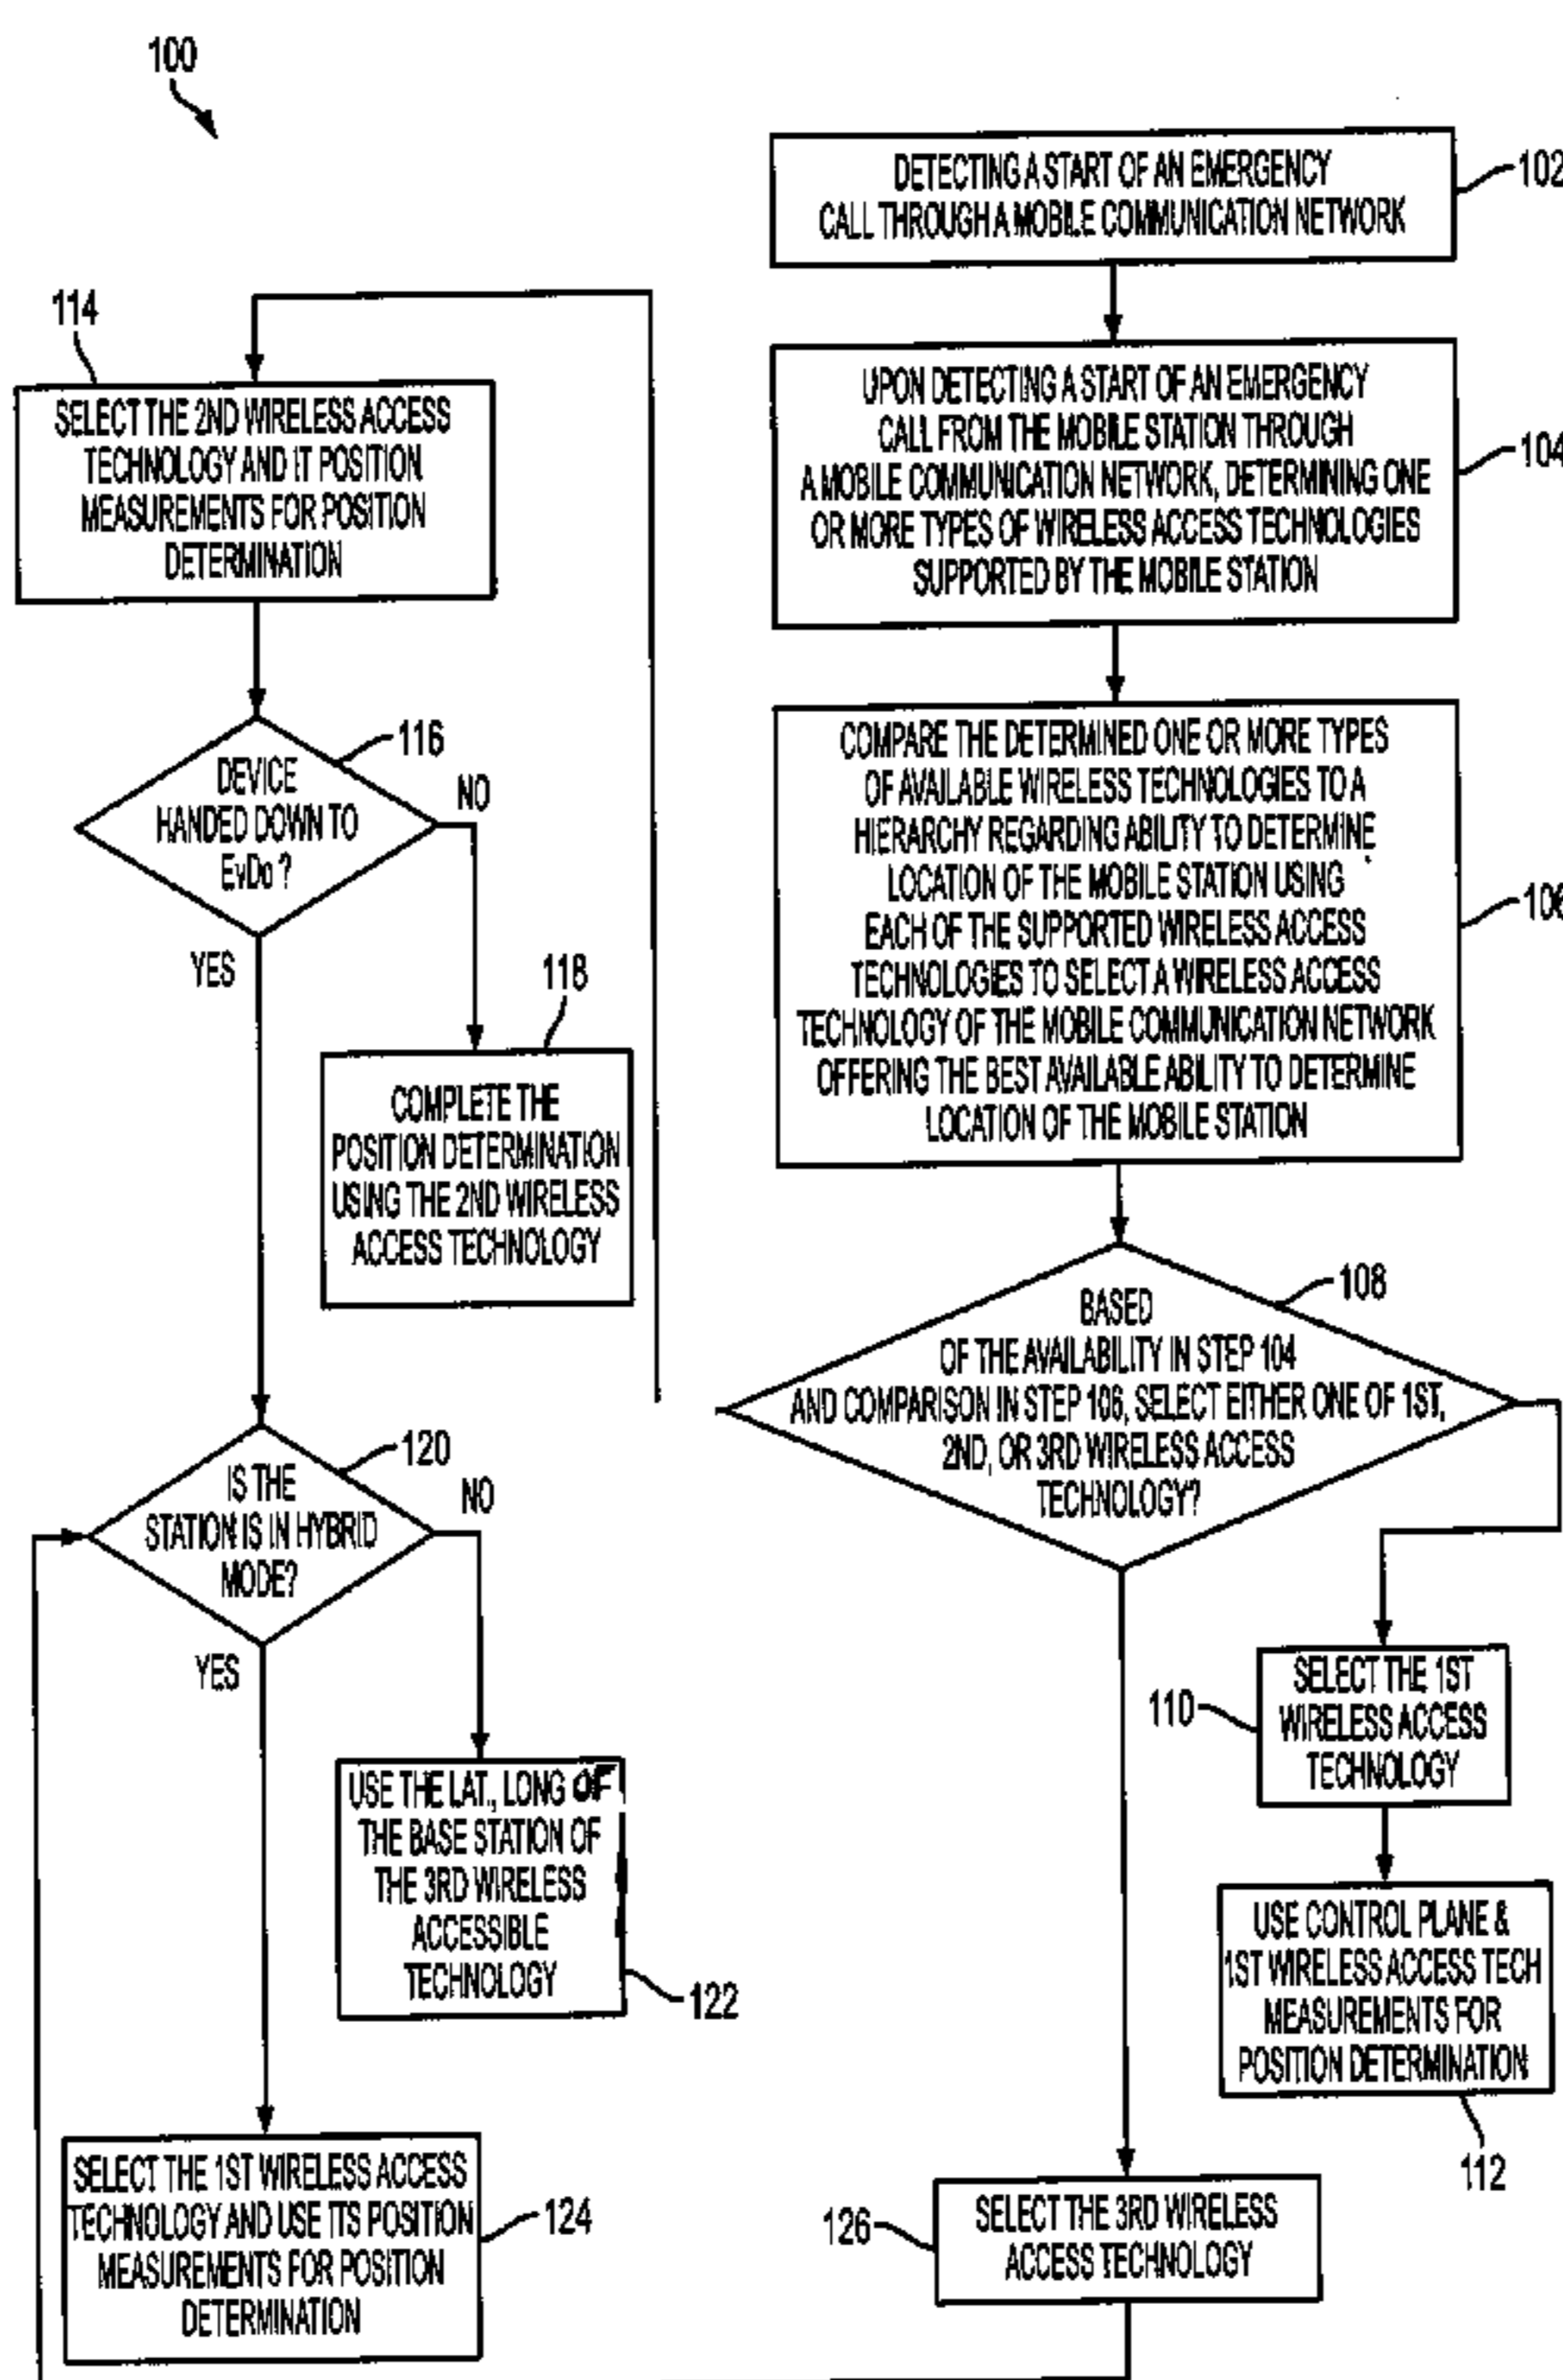 100
DETECTING A START OF AN EMERGENCY
CALL THROUGH A MOBILE COMMUNICATION NETWORK
102
UPON DETECTING A START OF AN EMERGENCY
CALL FROM THE MOBILE STATION THROUGH
A MOBILE COMMUNICATION NETWORK, DETERMINING ONE
OR MORE TYPES OF WIRELESS ACCESS TECHNOLOGIES
SUPPORTED BY THE MOBILE STATION
104
COMPARE THE DETERMINED ONE OR MORE TYPES
OF AVAILABLE WIRELESS TECHNOLOGIES TO A
HIERARCHY REGARDING ABILITY TO DETERMINE
LOCATION OF THE MOBILE STATION USING
EACH OF THE SUPPORTED WIRELESS ACCESS
TECHNOLOGIES TO SELECT A WIRELESS ACCESS
TECHNOLOGY OF THE MOBILE COMMUNICATION NETWORK
OFFERING THE BEST AVAILABLE ABILITY TO DETERMINE
LOCATION OF THE MOBILE STATION
106
108
BASED
OF THE AVAILABILITY IN STEP 104
AND COMPARISON IN STEP 106, SELECT EITHER ONE OF 1ST,
2ND, OR 3RD WIRELESS ACCESS
TECHNOLOGY?
110
SELECT THE 1ST
WIRELESS ACCESS
TECHNOLOGY
USE CONTROL PLANE &
1ST WIRELESS ACCESS TECH
MEASUREMENTS FOR
POSITION DETERMINATION
112
114
SELECT THE 2ND WIRELESS ACCESS
TECHNOLOGY AND IT POSITION
MEASUREMENTS FOR POSITION
DETERMINATION
116
DEVICE
HANDED DOWN TO
EvDo ?
NO
YES
118
COMPLETE THE
POSITION DETERMINATION
USING THE 2ND WIRELESS
ACCESS TECHNOLOGY
120
IS THE
STATION IS IN HYBRID
MODE?
NO
YES
USE THE LAT., LONG OF
THE BASE STATION OF
THE 3RD WIRELESS
ACCESSIBLE
TECHNOLOGY
122
SELECT THE 1ST WIRELESS ACCESS
TECHNOLOGY AND USE ITS POSITION
MEASUREMENTS FOR POSITION
DETERMINATION
124
126
SELECT THE 3RD WIRELESS
ACCESS TECHNOLOGY